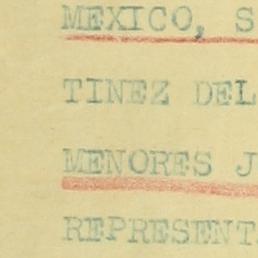 MEXICO, S
TINEZ DEL
MENORES J
REPRESENT